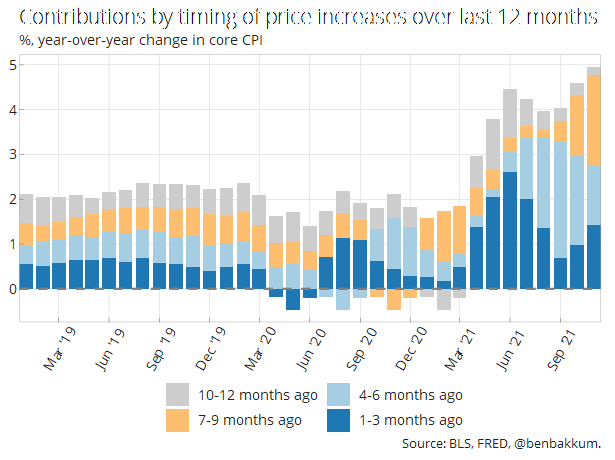 Contributions by timing of price increases over last 12 months
%, year-over-year change in core CPI
5
4
3
2
1
0
Mar '19
Jun '19
Sep '19
Dec '19
Mar '20
Jun '20
Sep '20
Dec '20
Mar '21
Jun '21
Sep '21
10-12 months ago
4-6 months ago
7-9 months ago
1-3 months ago
Source: BLS, FRED, @benbakkum.